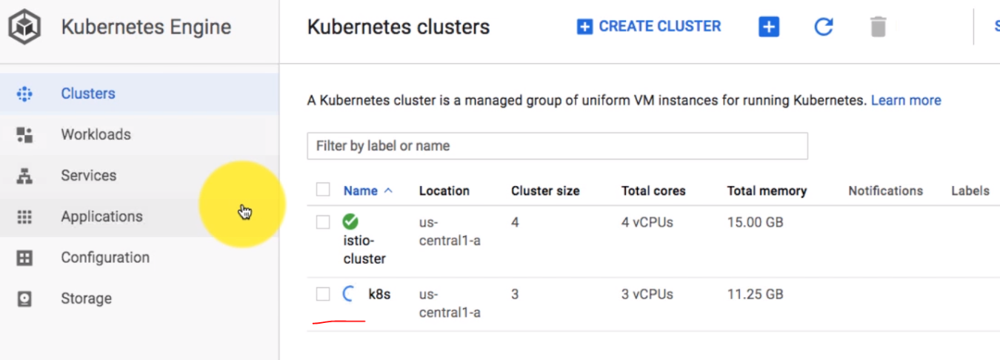 Kubernetes Engine
Kubernetes clusters
CREATE CLUSTER
S
Clusters
Workloads
Services
Applications
Configuration
Storage
A Kubernetes cluster is a managed group of uniform VM instances for running Kubernetes. Learn more
Filter by label or name
Name Location Cluster size Total cores Total memory Notifications Labels
istio-
cluster
us-
central1-a
4 4 vCPUs 15.00 GB
k8s
us-
central1-a
3 3 vCPUs 11.25 GB